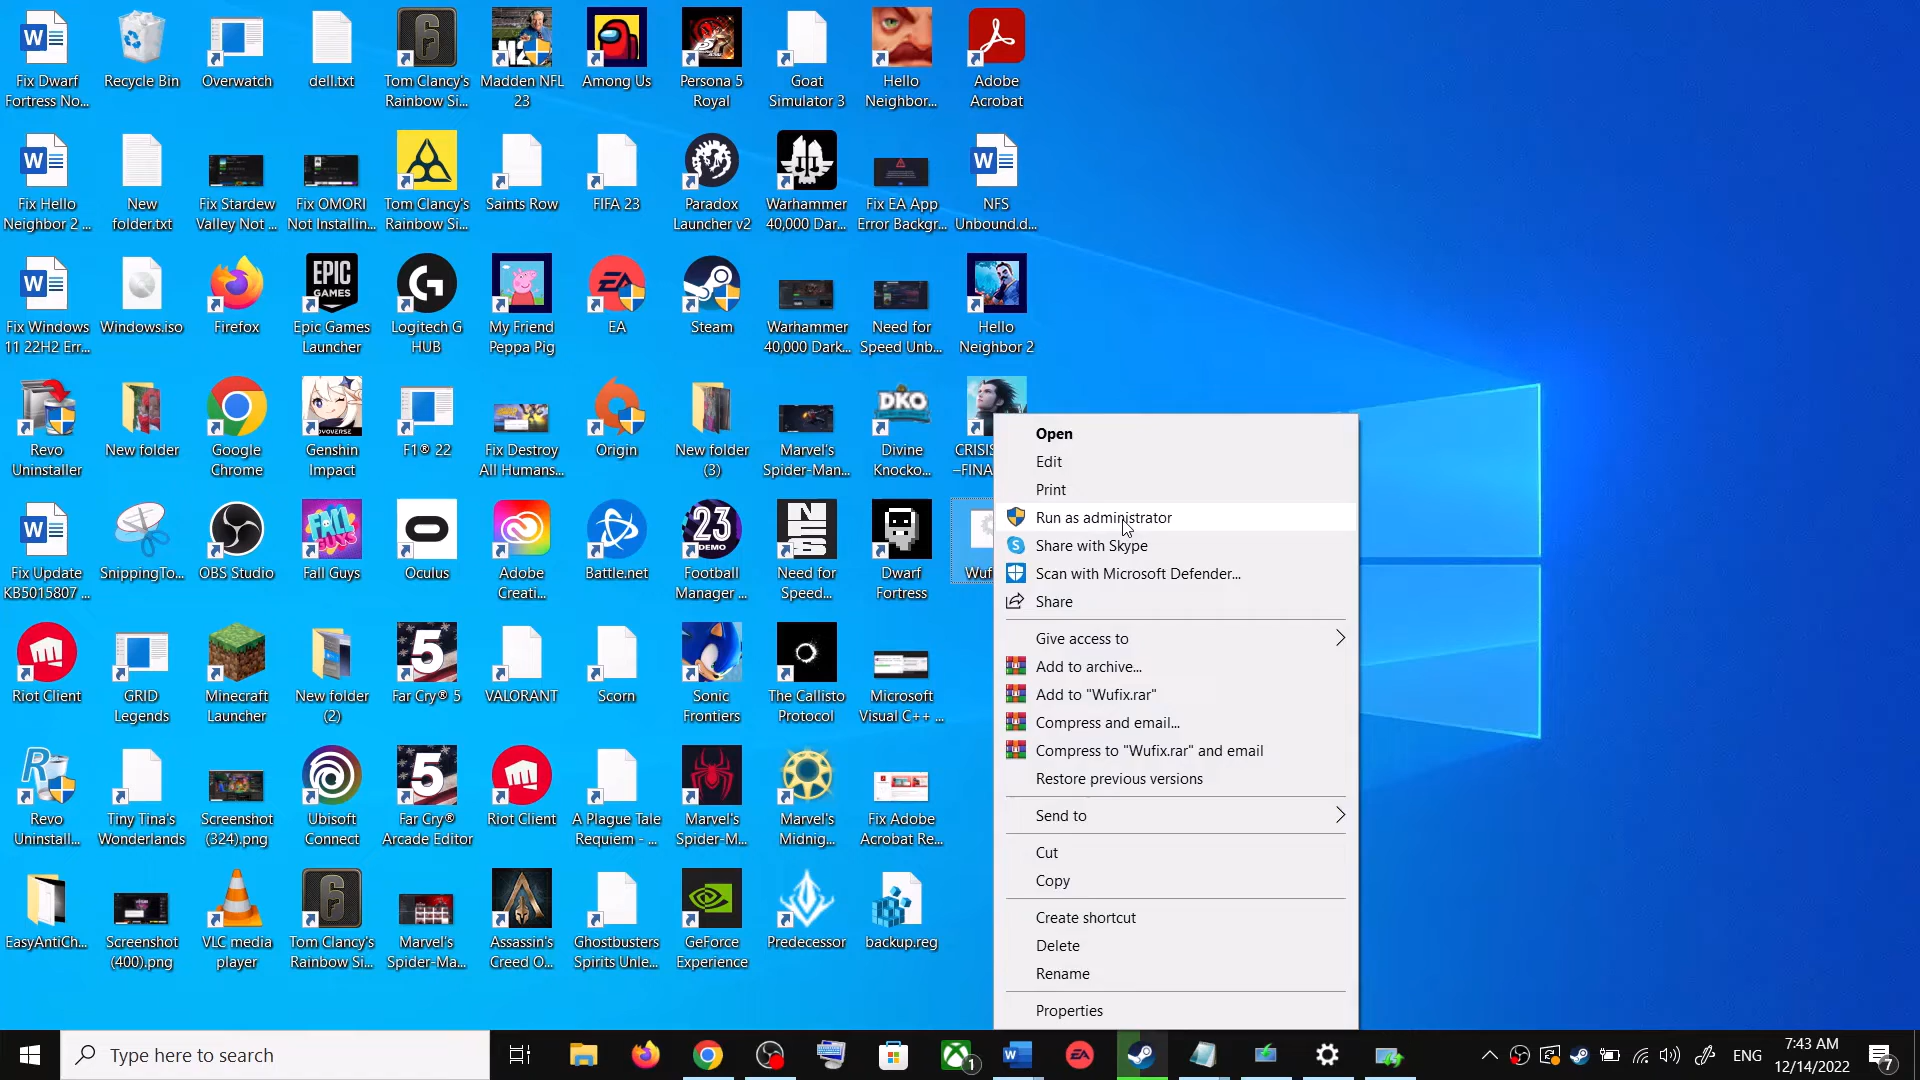 Fix Dwarf
Fortress No...
Recycle Bin
Overwatch
dell.txt
Tom Clancy's
Rainbow Si...
Madden NFL
23
Among Us
Persona 5
Royal
Goat
Simulator 3
Hello
Neighbor...
Adobe
Acrobat
Fix Hello
Neighbor 2 ...
New
folder.txt
Fix Stardew
Valley Not ...
Fix OMORI
Not Installin...
Tom Clancy's
Rainbow Si...
Saints Row
FIFA 23
Paradox
Launcher v2
Warhammer
40,000 Dar...
Fix EA App
Error Backgr...
NFS
Unbound.d...
EPIC
GAMES
Fix Windows
11 22H2 Err...
Windows.iso
Firefox
Epic Games
Launcher
Logitech G
HUB
My Friend
Peppa Pig
EA
Steam
Warhammer
40,000 Dark...
Need for
Speed Unb...
Hello
Neighbor 2
DKO
Revo
Uninstaller
New folder
Google
Chrome
Genshin
Impact
F1® 22
Fix Destroy
All Humans...
Origin
New folder
(3)
Marvel's
Spider-Man...
Divine
Knocko...
CRISIS
–FINA
FALL
GUYS
23
DEMO
Fix Update
KB5015807 ...
SnippingTo...
OBS Studio
Fall Guys
Oculus
Adobe
Creati...
Battle.net
Football
Manager ...
Need for
Speed...
Dwarf
Fortress
Wuf
Riot Client
GRID
Legends
Minecraft
Launcher
New folder
(2)
Far Cry® 5
VALORANT
Scorn
Sonic
Frontiers
The Callisto
Protocol
Microsoft
Visual C++ ...
Revo
Uninstall...
Tiny Tina's
Wonderlands
Screenshot
(324).png
Ubisoft
Connect
Far Cry®
Arcade Editor
Riot Client
A Plague Tale
Requiem - ...
Marvel's
Spider-M...
Marvel's
Midnig...
Fix Adobe
Acrobat Re...
EasyAntiCh...
Screenshot
(400).png
VLC media
player
Tom Clancy's
Rainbow Si...
Marvel's
Spider-Ma...
Assassin's
Creed O...
Ghostbusters
Spirits Unle...
GeForce
Experience
Predecessor
backup.reg
Open
Edit
Print
Run as administrator
Share with Skype
Scan with Microsoft Defender...
Share
Give access to
Add to archive...
Add to "Wufix.rar"
Compress and email...
Compress to "Wufix.rar" and email
Restore previous versions
Send to
Cut
Copy
Create shortcut
Delete
Rename
Properties
Type here to search
1
ENG
7:43 AM
12/14/2022
7